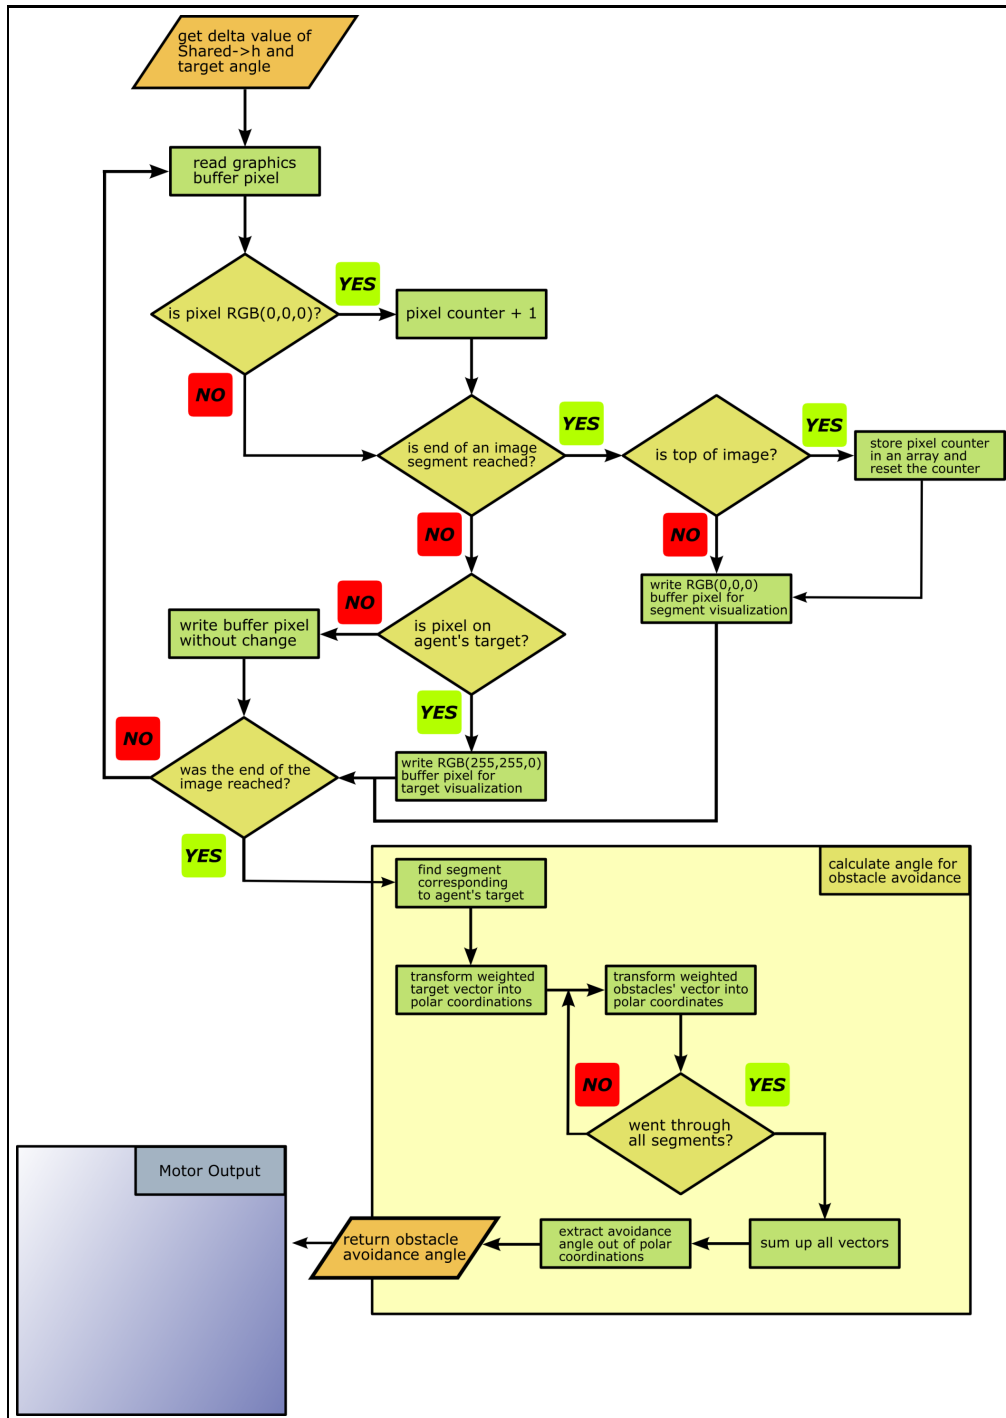 get delta value of
Shared->h and
target angle
read graphics
buffer pixel
is pixel RGB(0,0,0)?
YES
pixel counter + 1
NO
is end of an image
segment reached?
YES
is top of image?
YES
store pixel counter
in an array and
reset the counter
NO
NO
write RGB(0,0,0)
buffer pixel for
segment visualization
is pixel on
agent's target?
NO
write buffer pixel
without change
YES
write RGB(255,255,0)
buffer pixel for
target visualization
was the end of the
image reached?
NO
YES
calculate angle for
obstacle avoidance
find segment
corresponding
to agent's target
transform weighted
target vector into
polar coordinations
transform weighted
obstacles' vector into
polar coordinates
NO
YES
went through
all segments?
sum up all vectors
extract avoidance
angle out of polar
coordinations
return obstacle
avoidance angle
Motor Output